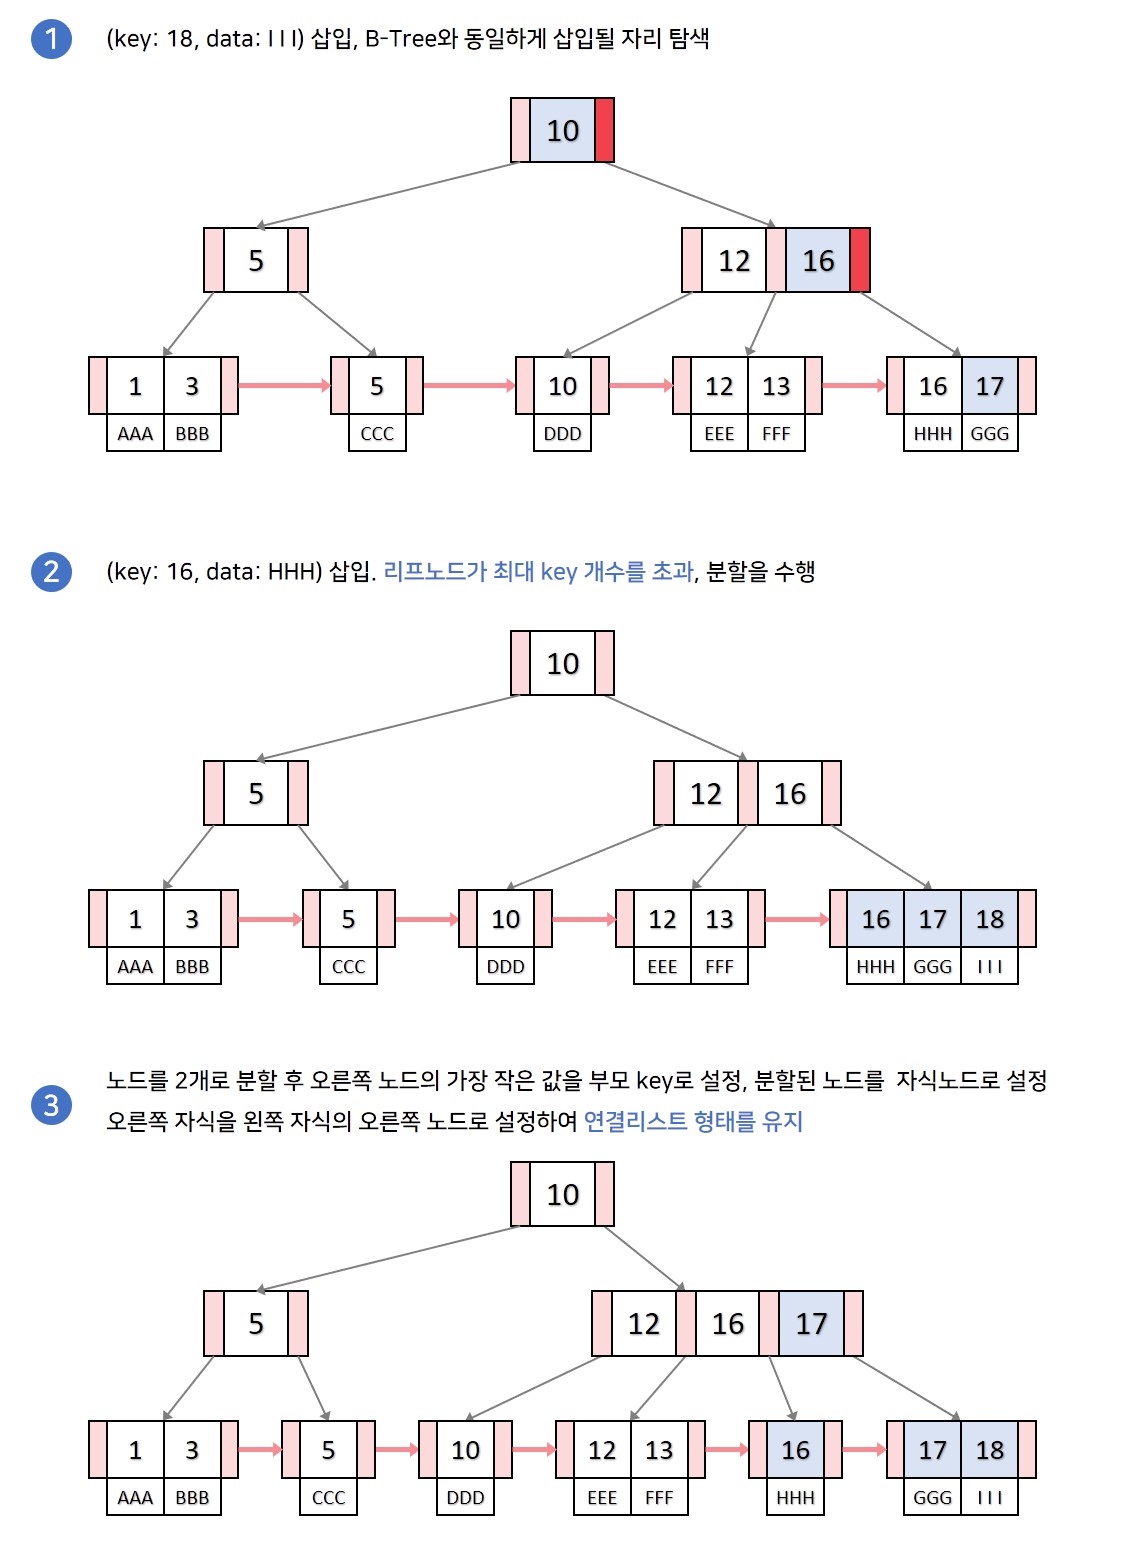 1 (key: 18, data: I I I) 삽입, B-Tree와 동일하게 삽입될 자리 탐색
10
5 12 16
1 3 5 10 12 13 16 17
AAA BBB CCC DDD EEE FFF HHH GGG
2 (key: 16, data: HHH) 삽입. 리프노드가 최대 key 개수를 초과, 분할을 수행
10
5 12 16
1 3 5 10 12 13 16 17 18
AAA BBB CCC DDD EEE FFF HHH GGG I I I
3 노드를 2개로 분할 후 오른쪽 노드의 가장 작은 값을 부모 key로 설정, 분할된 노드를 자식노드로 설정
오른쪽 자식을 왼쪽 자식의 오른쪽 노드로 설정하여 연결리스트 형태를 유지
10
5 12 16 17
1 3 5 10 12 13 16 17 18
AAA BBB CCC DDD EEE FFF HHH GGG I I I